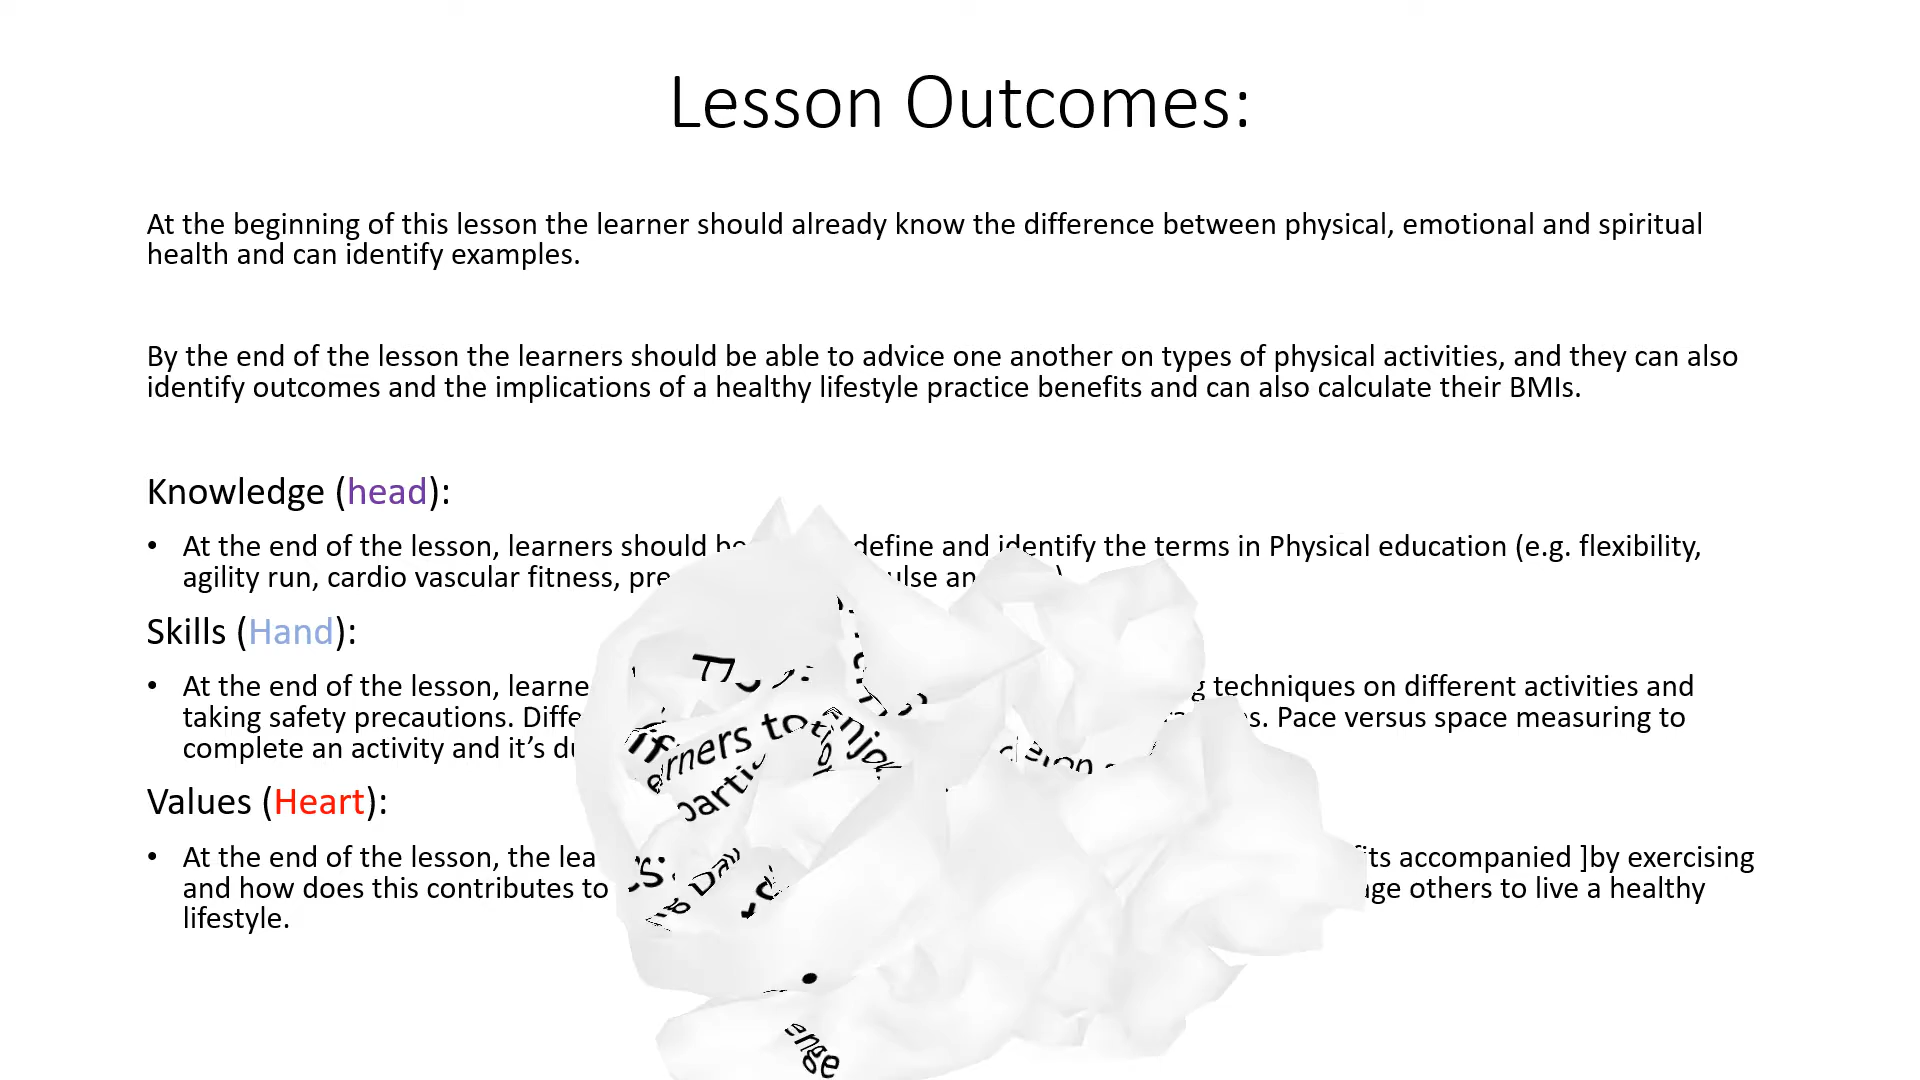 Lesson Outcomes:
At the beginning of this lesson the learner should already know the difference between physical, emotional and spiritual
health and can identify examples.
By the end of the lesson the learners should be able to advice one another on types of physical activities, and they can also
identify outcomes and the implications of a healthy lifestyle practice benefits and can also calculate their BMIs.
Knowledge (head):
• At the end of the lesson, learners should define and identify the terms in Physical education (e.g. flexibility,
agility run, cardio vascular fitness,
Skills (Hand):
• At the end of the lesson, techniques on different activities and
taking safety precautions. Pace versus space measuring to
complete an activity and it’s
Values (Heart):
• At the end of the lesson, the accompanied ]by exercising
and how does this contributes to others to live a healthy
lifestyle.